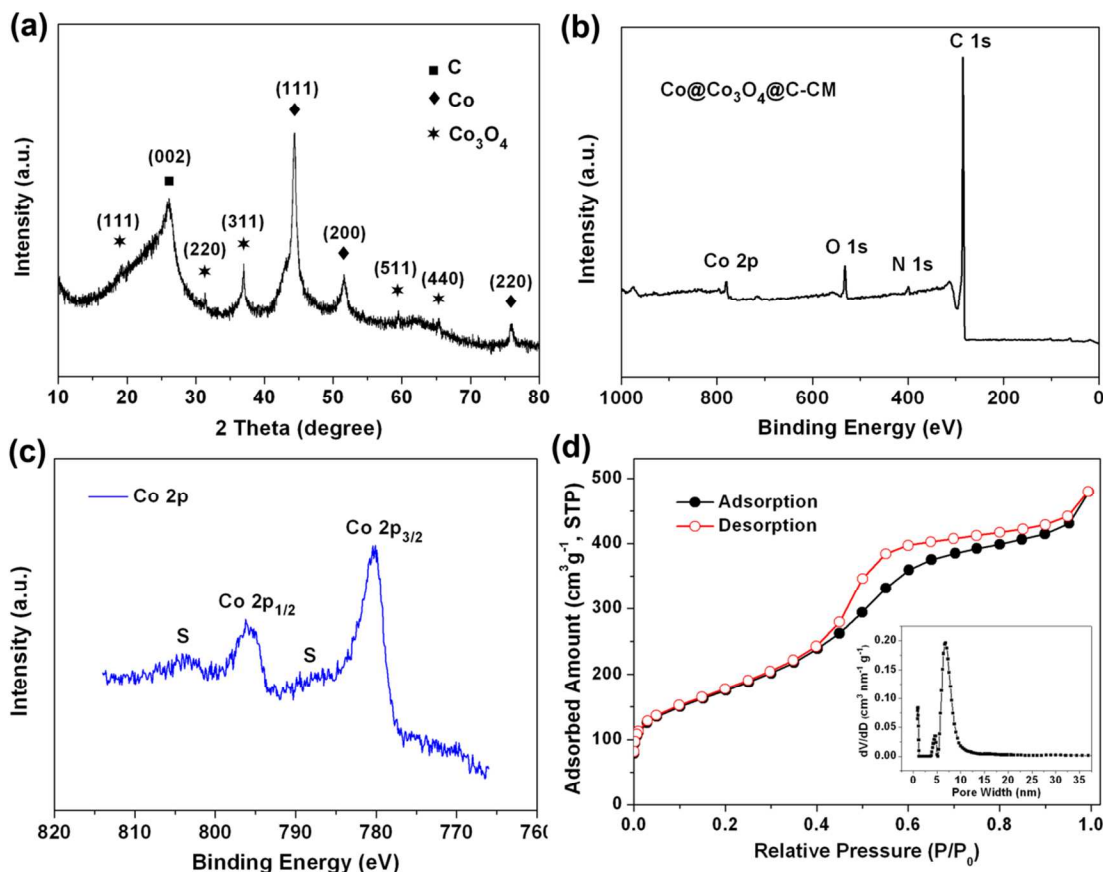 (a)
Intensity (a.u.)
■ C
♦ Co
✶ Co₃O₄
(111)
(002)
(220)
(311)
(111)
(200)
(511)
(440)
(220)
10 20 30 40 50 60 70 80
2 Theta (degree)
(b)
Intensity (a.u.)
Co@Co₃O₄@C-CM
C 1s
Co 2p
O 1s
N 1s
1000 800 600 400 200 0
Binding Energy (eV)
(c)
Intensity (a.u.)
Co 2p
Co 2p₃/₂
Co 2p₁/₂
S
S
820 810 800 790 780 770 760
Binding Energy (eV)
(d)
Adsorbed Amount (cm³g⁻¹, STP)
500
400
300
200
100
0
Adsorption
Desorption
0.20
0.15
0.10
0.05
0.00
dV/dD (cm³ nm⁻¹ g⁻¹)
0 5 10 15 20 25 30 35
Pore Width (nm)
0.0 0.2 0.4 0.6 0.8 1.0
Relative Pressure (P/P₀)